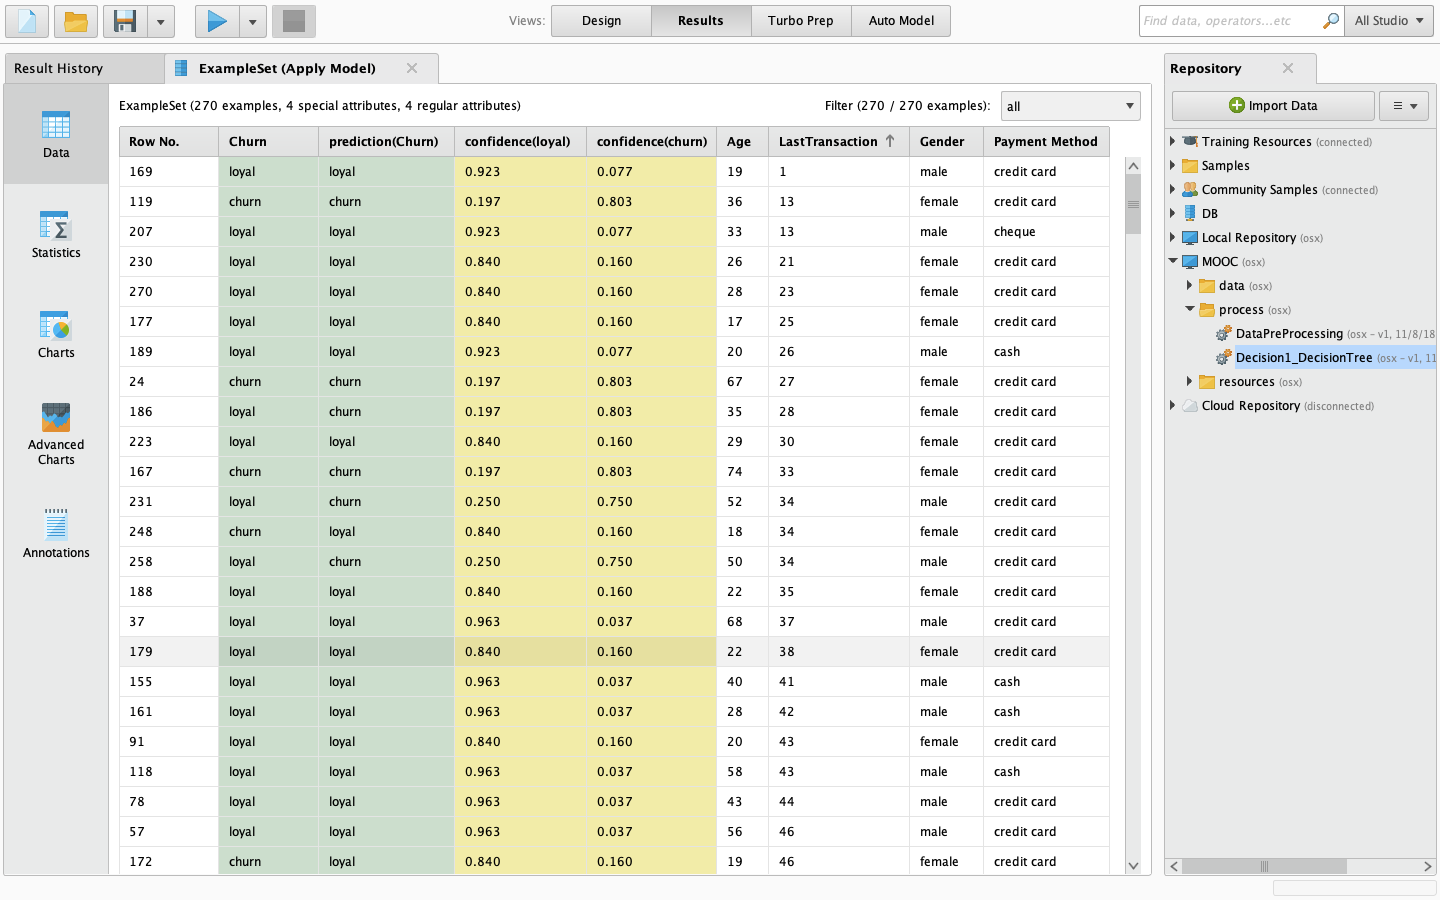 Views: Design Results Turbo Prep Auto Model Find data, operators...etc All Studio
Result History ExampleSet (Apply Model) Repository
ExampleSet (270 examples, 4 special attributes, 4 regular attributes) Filter (270 / 270 examples): all
Import Data
Data
Statistics
Charts
Advanced
Charts
Annotations
Row No. Churn prediction(Churn) confidence(loyal) confidence(churn) Age LastTransaction Gender Payment Method
169 loyal loyal 0.923 0.077 19 1 male credit card
119 churn churn 0.197 0.803 36 13 female credit card
207 loyal loyal 0.923 0.077 33 13 male cheque
230 loyal loyal 0.840 0.160 26 21 female credit card
270 loyal loyal 0.840 0.160 28 23 female credit card
177 loyal loyal 0.840 0.160 17 25 female credit card
189 loyal loyal 0.923 0.077 20 26 male cash
24 churn churn 0.197 0.803 67 27 female credit card
186 loyal churn 0.197 0.803 35 28 female credit card
223 loyal loyal 0.840 0.160 29 30 female credit card
167 churn churn 0.197 0.803 74 33 female credit card
231 loyal churn 0.250 0.750 52 34 male credit card
248 churn loyal 0.840 0.160 18 34 female credit card
258 loyal churn 0.250 0.750 50 34 male credit card
188 loyal loyal 0.840 0.160 22 35 female credit card
37 loyal loyal 0.963 0.037 68 37 male credit card
179 loyal loyal 0.840 0.160 22 38 female credit card
155 loyal loyal 0.963 0.037 40 41 male cash
161 loyal loyal 0.963 0.037 28 42 male cash
91 loyal loyal 0.840 0.160 20 43 female credit card
118 loyal loyal 0.963 0.037 58 43 male cash
78 loyal loyal 0.963 0.037 43 44 male credit card
57 loyal loyal 0.963 0.037 56 46 male credit card
172 churn loyal 0.840 0.160 19 46 female credit card
Training Resources (connected)
Samples
Community Samples (connected)
DB
Local Repository (osx)
MOOC (osx)
data (osx)
process (osx)
DataPreProcessing (osx – v1, 11/8/18
Decision1_DecisionTree (osx – v1, 11
resources (osx)
Cloud Repository (disconnected)